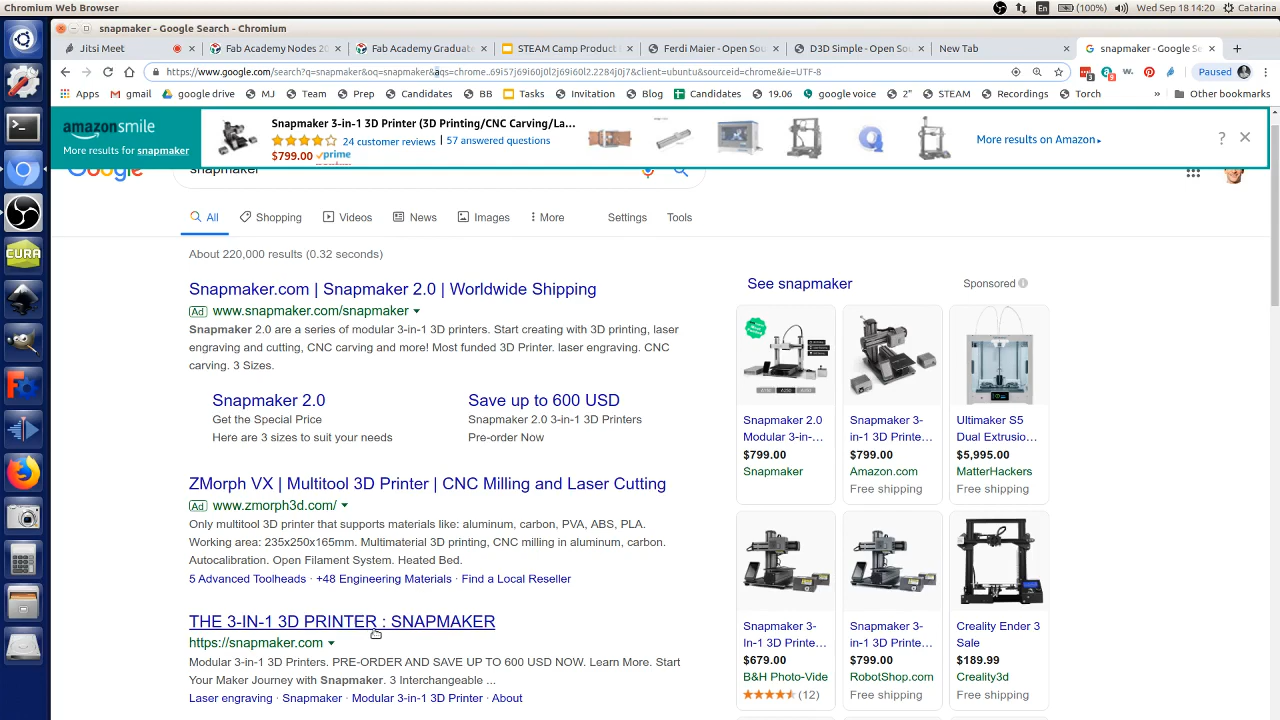 Chromium Web Browser
En
(100%)
Wed Sep 18 14:20
Catarina
snapmaker - Google Search - Chromium
Jitsi Meet
Fab Academy Nodes 20
Fab Academy Graduate
STEAM Camp Product
Ferdi Maier - Open Sou
D3D Simple - Open So
New Tab
snapmaker - Google Se
https://www.google.com/search?q=snapmaker&oq=snapmaker&aqs=chrome..69i57j69i60j0l2j69i60l2.2284j0j7&client=ubuntu&sourceid=chrome&ie=UTF-8
Paused
Apps
gmail
google drive
MJ
Team
Prep
Candidates
BB
Tasks
Invitation
Blog
Candidates
19.06
google voice
2"
STEAM
Recordings
Torch
»
Other bookmarks
amazonsmile
More results for snapmaker
Snapmaker 3-in-1 3D Printer (3D Printing/CNC Carving/La...
24 customer reviews | 57 answered questions
$799.00 prime
More results on Amazon
?
Google
snapmaker
All
Shopping
Videos
News
Images
More
Settings
Tools
About 220,000 results (0.32 seconds)
Snapmaker.com | Snapmaker 2.0 | Worldwide Shipping
Ad www.snapmaker.com/snapmaker
Snapmaker 2.0 are a series of modular 3-in-1 3D printers. Start creating with 3D printing, laser
engraving and cutting, CNC carving and more! Most funded 3D Printer. laser engraving. CNC
carving. 3 Sizes.
Snapmaker 2.0
Get the Special Price
Here are 3 sizes to suit your needs
Save up to 600 USD
Snapmaker 2.0 3-in-1 3D Printers
Pre-order Now
ZMorph VX | Multitool 3D Printer | CNC Milling and Laser Cutting
Ad www.zmorph3d.com/
Only multitool 3D printer that supports materials like: aluminum, carbon, PVA, ABS, PLA.
Working area: 235x250x165mm. Multimaterial 3D printing, CNC milling in aluminum, carbon.
Autocalibration. Open Filament System. Heated Bed.
5 Advanced Toolheads · +48 Engineering Materials · Find a Local Reseller
THE 3-IN-1 3D PRINTER : SNAPMAKER
https://snapmaker.com
Modular 3-in-1 3D Printers. PRE-ORDER AND SAVE UP TO 600 USD NOW. Learn More. Start
Your Maker Journey with Snapmaker. 3 Interchangeable ...
Laser engraving · Snapmaker · Modular 3-in-1 3D Printer · About
See snapmaker
Sponsored
Snapmaker 2.0
Modular 3-in-...
$799.00
Snapmaker
Snapmaker 3-
in-1 3D Printe...
$799.00
Amazon.com
Free shipping
Ultimaker S5
Dual Extrusio...
$5,995.00
MatterHackers
Free shipping
Snapmaker 3-
In-1 3D Printe...
$679.00
B&H Photo-Vide
(12)
Snapmaker 3-
in-1 3D Printe...
$799.00
RobotShop.com
Free shipping
Creality Ender 3
Sale
$189.99
Creality3d
Free shipping
CURA